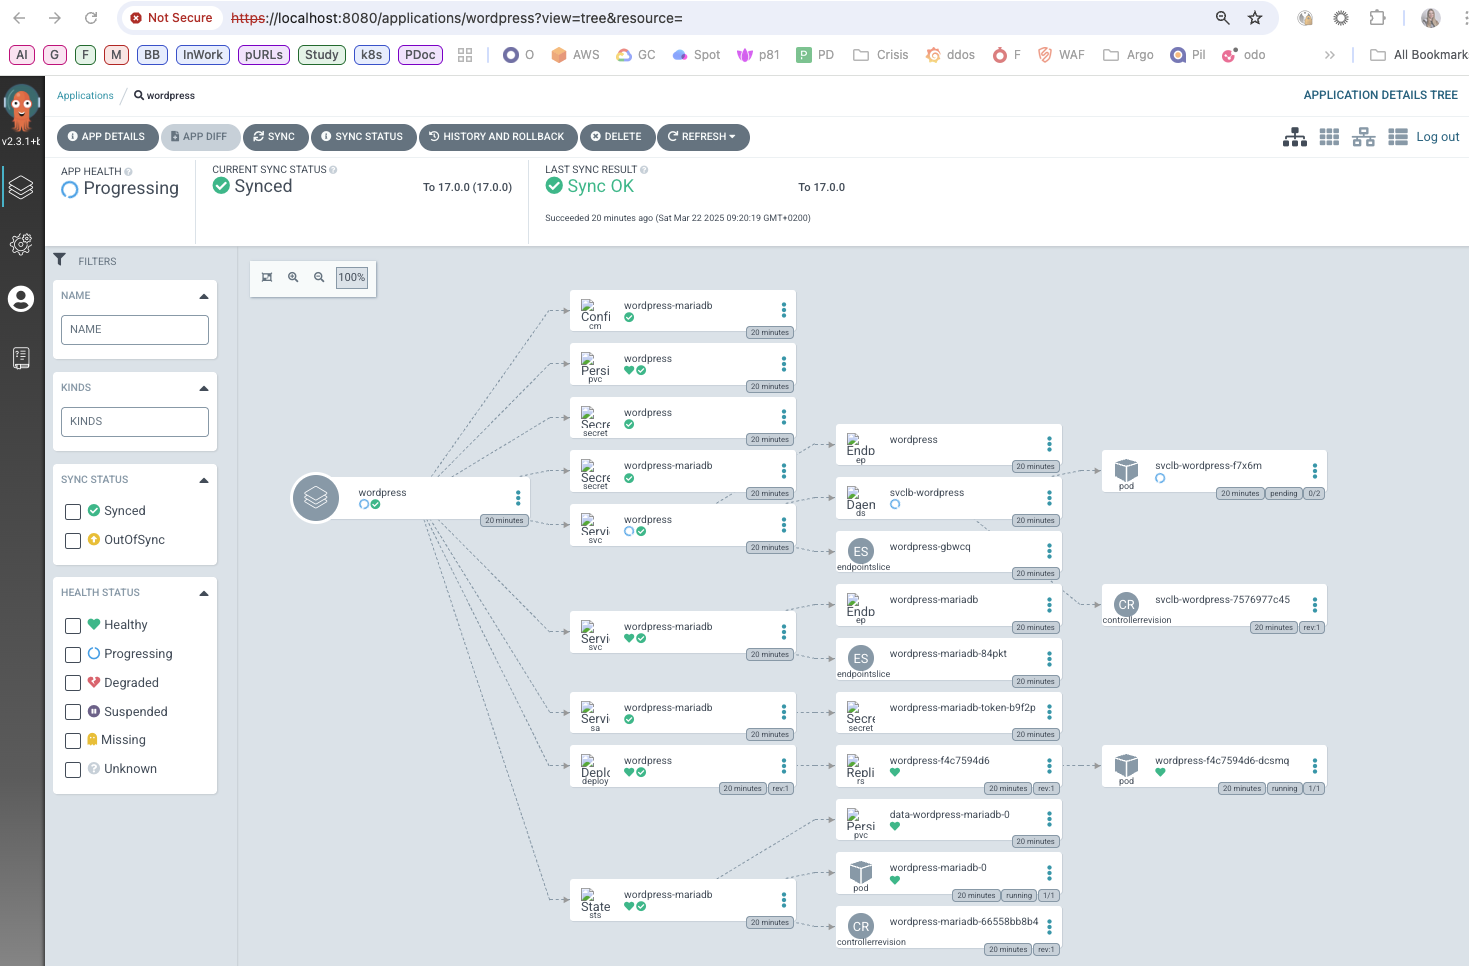 Not Secure https://localhost:8080/applications/wordpress?view=tree&resource=
AI G F M BB InWork pURLs Study k8s PDoc O AWS GC Spot p81 PD Crisis ddos F WAF Argo Pil odo » All Bookmark
v2.3.1+b
Applications / wordpress
APPLICATION DETAILS TREE
APP DETAILS APP DIFF SYNC SYNC STATUS HISTORY AND ROLLBACK DELETE REFRESH
Log out
APP HEALTH
Progressing
CURRENT SYNC STATUS
Synced
To 17.0.0 (17.0.0)
LAST SYNC RESULT
Sync OK
To 17.0.0
Succeeded 20 minutes ago (Sat Mar 22 2025 09:20:19 GMT+0200)
FILTERS
NAME
NAME
KINDS
KINDS
SYNC STATUS
Synced
OutOfSync
HEALTH STATUS
Healthy
Progressing
Degraded
Suspended
Missing
Unknown
100%
wordpress
20 minutes
Confi
cm
wordpress-mariadb
20 minutes
Persi
pvc
wordpress
20 minutes
Secre
secret
wordpress
20 minutes
Secre
secret
wordpress-mariadb
20 minutes
Servi
svc
wordpress
20 minutes
Servi
svc
wordpress-mariadb
20 minutes
Servi
sa
wordpress-mariadb
20 minutes
Deplo
deploy
wordpress
20 minutes rev:1
State
sts
wordpress-mariadb
20 minutes
Endp
ep
wordpress
20 minutes
Daen
ds
svclb-wordpress
20 minutes
ES
endpointslice
wordpress-gbwcq
20 minutes
Endp
ep
wordpress-mariadb
20 minutes
ES
endpointslice
wordpress-mariadb-84pkt
20 minutes
Secre
secret
wordpress-mariadb-token-b9f2p
20 minutes
Repli
rs
wordpress-f4c7594d6
20 minutes rev:1
Persi
pvc
data-wordpress-mariadb-0
20 minutes
pod
wordpress-mariadb-0
20 minutes running 1/1
CR
controllerrevision
wordpress-mariadb-66558bb8b4
20 minutes rev:1
pod
svclb-wordpress-f7x6m
20 minutes pending 0/2
CR
controllerrevision
svclb-wordpress-7576977c45
20 minutes rev:1
pod
wordpress-f4c7594d6-dcsmq
20 minutes running 1/1